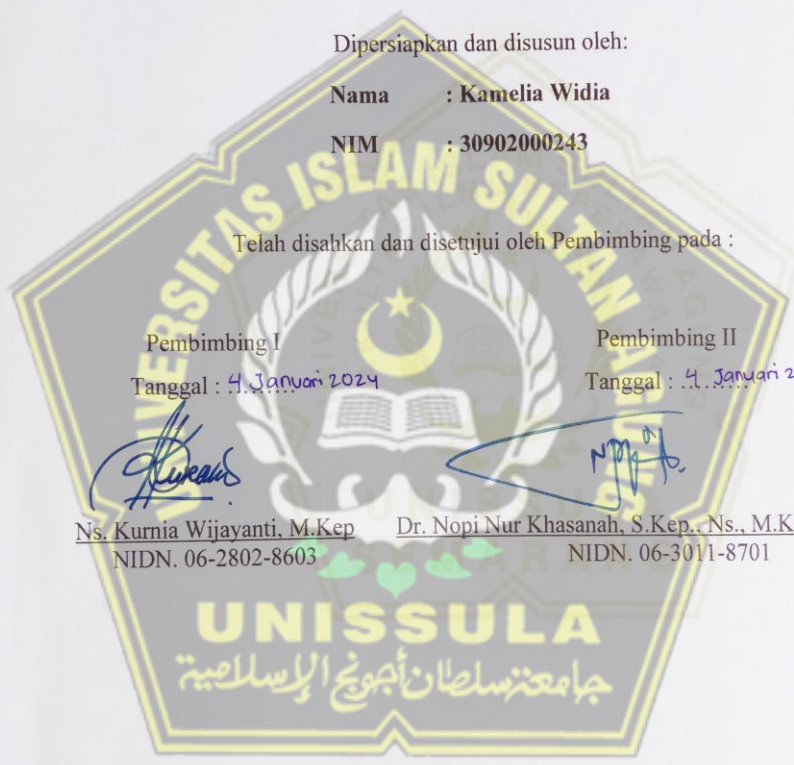 Dipersiapkan dan disusun oleh:
Nama : Kamelia Widia
NIM : 30902000243
UNIVERSITAS ISLAM SULTAN AGUNG
Telah disahkan dan disetujui oleh Pembimbing pada :
Pembimbing I
Tanggal : 4 Januari 2024
Ns. Kurnia Wijayanti, M.Kep
NIDN. 06-2802-8603
Pembimbing II
Tanggal : 4 Januari 2
Dr. Nopi Nur Khasanah, S.Kep., Ns., M.K
NIDN. 06-3011-8701
UNISSULA
جامعة سلطان أجونج الإسلامية